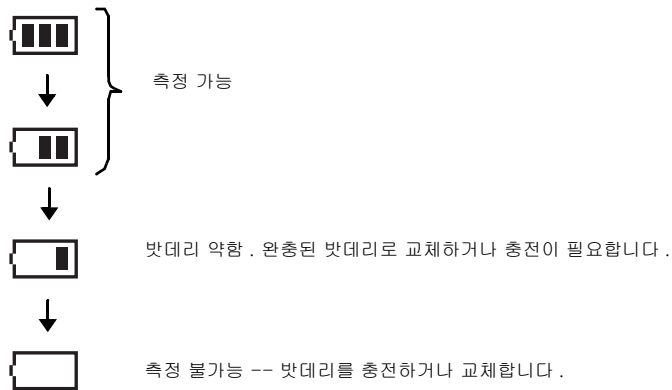 측정 가능
밧데리 약함 . 완충된 밧데리로 교체하거나 충전이 필요합니다 .
측정 불가능 -- 밧데리를 충전하거나 교체합니다 .